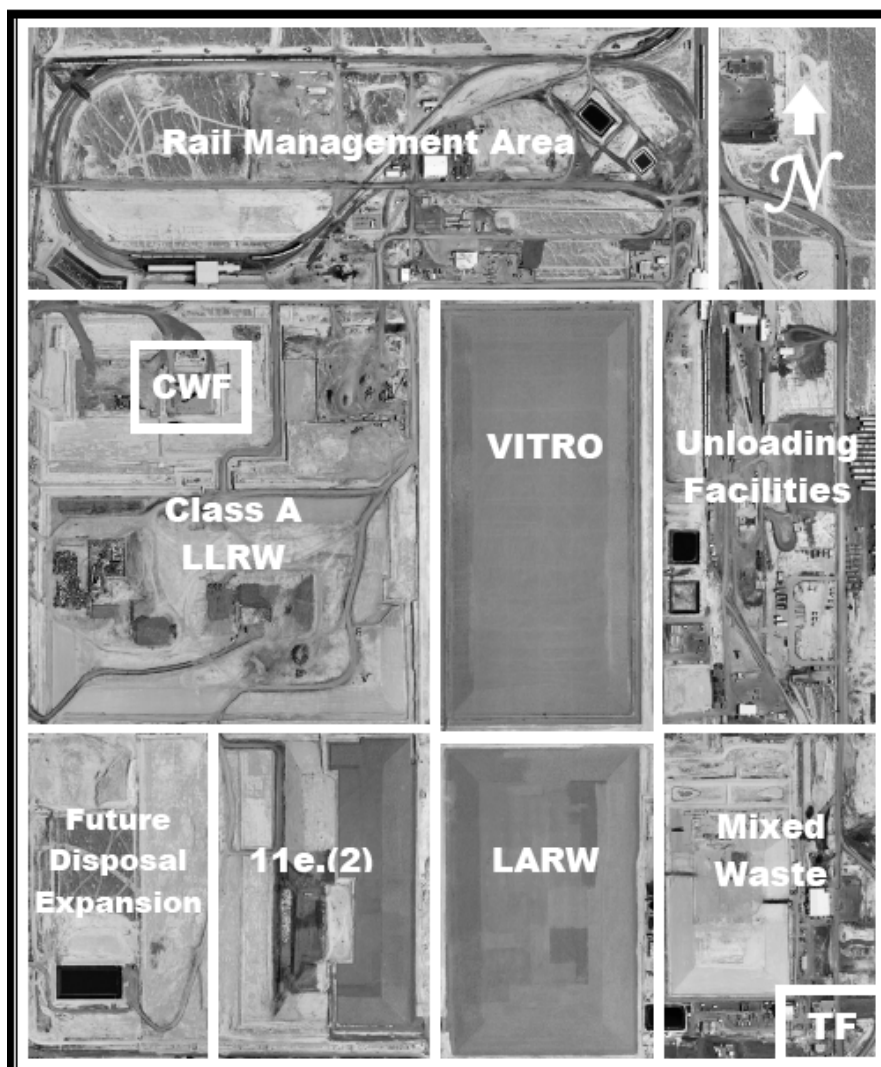 Rail Management Area
N
CWF
Class A
LLRW
VITRO
Unloading
Facilities
Future
Disposal
Expansion
11e.(2)
LARW
Mixed
Waste
TF